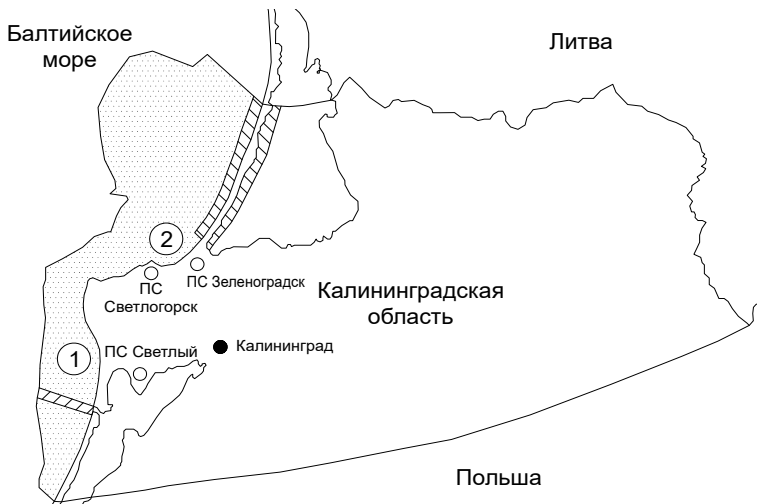 Балтийское
море
Литва
2
ПС
Светлогорск
ПС Зеленоградск
Калининградская
область
1
ПС Светлый
Калининград
Польша